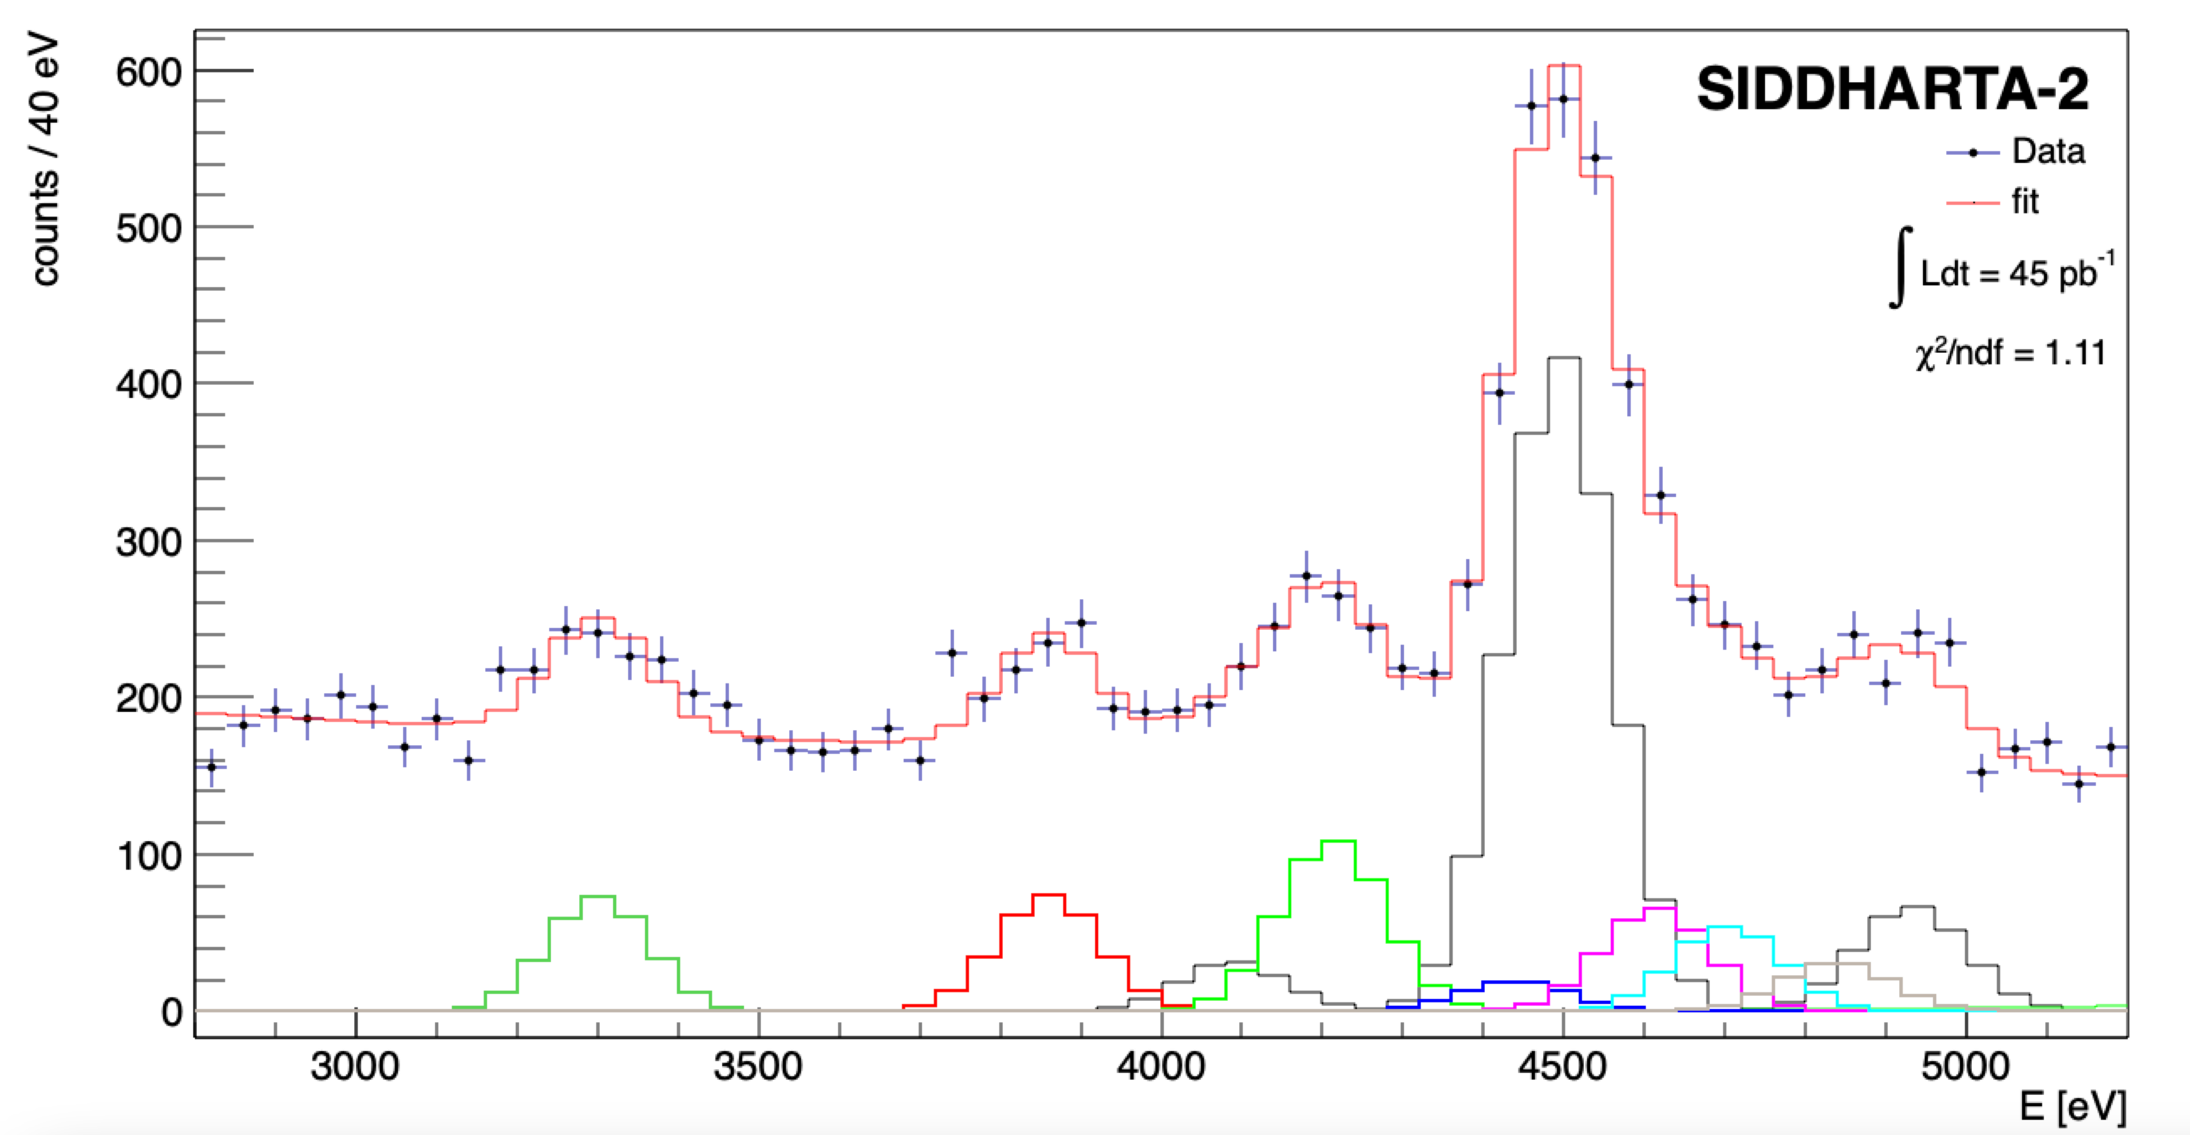 counts / 40 eV
600
500
400
300
200
100
0
SIDDHARTA-2
Data
fit
∫ Ldt = 45 pb⁻¹
χ²/ndf = 1.11
3000 3500 4000 4500 5000
E [eV]